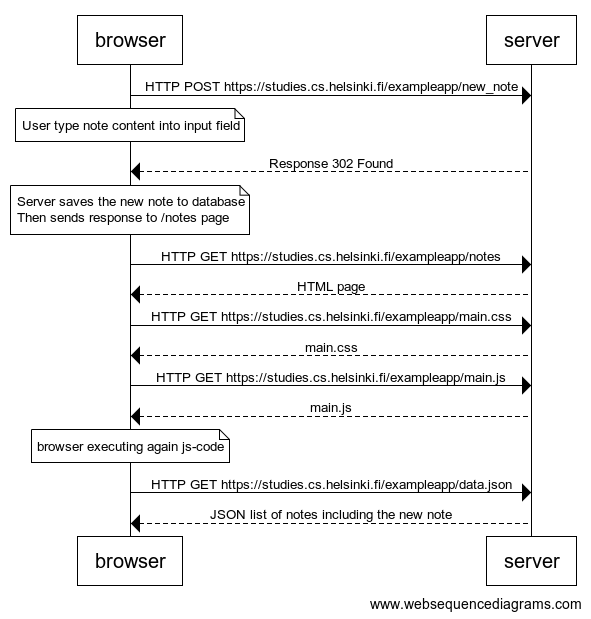 browser
server
HTTP POST https://studies.cs.helsinki.fi/exampleapp/new_note
User type note content into input field
Response 302 Found
Server saves the new note to database
Then sends response to /notes page
HTTP GET https://studies.cs.helsinki.fi/exampleapp/notes
HTML page
HTTP GET https://studies.cs.helsinki.fi/exampleapp/main.css
main.css
HTTP GET https://studies.cs.helsinki.fi/exampleapp/main.js
main.js
browser executing again js-code
HTTP GET https://studies.cs.helsinki.fi/exampleapp/data.json
JSON list of notes including the new note
browser
server
www.websequencediagrams.com